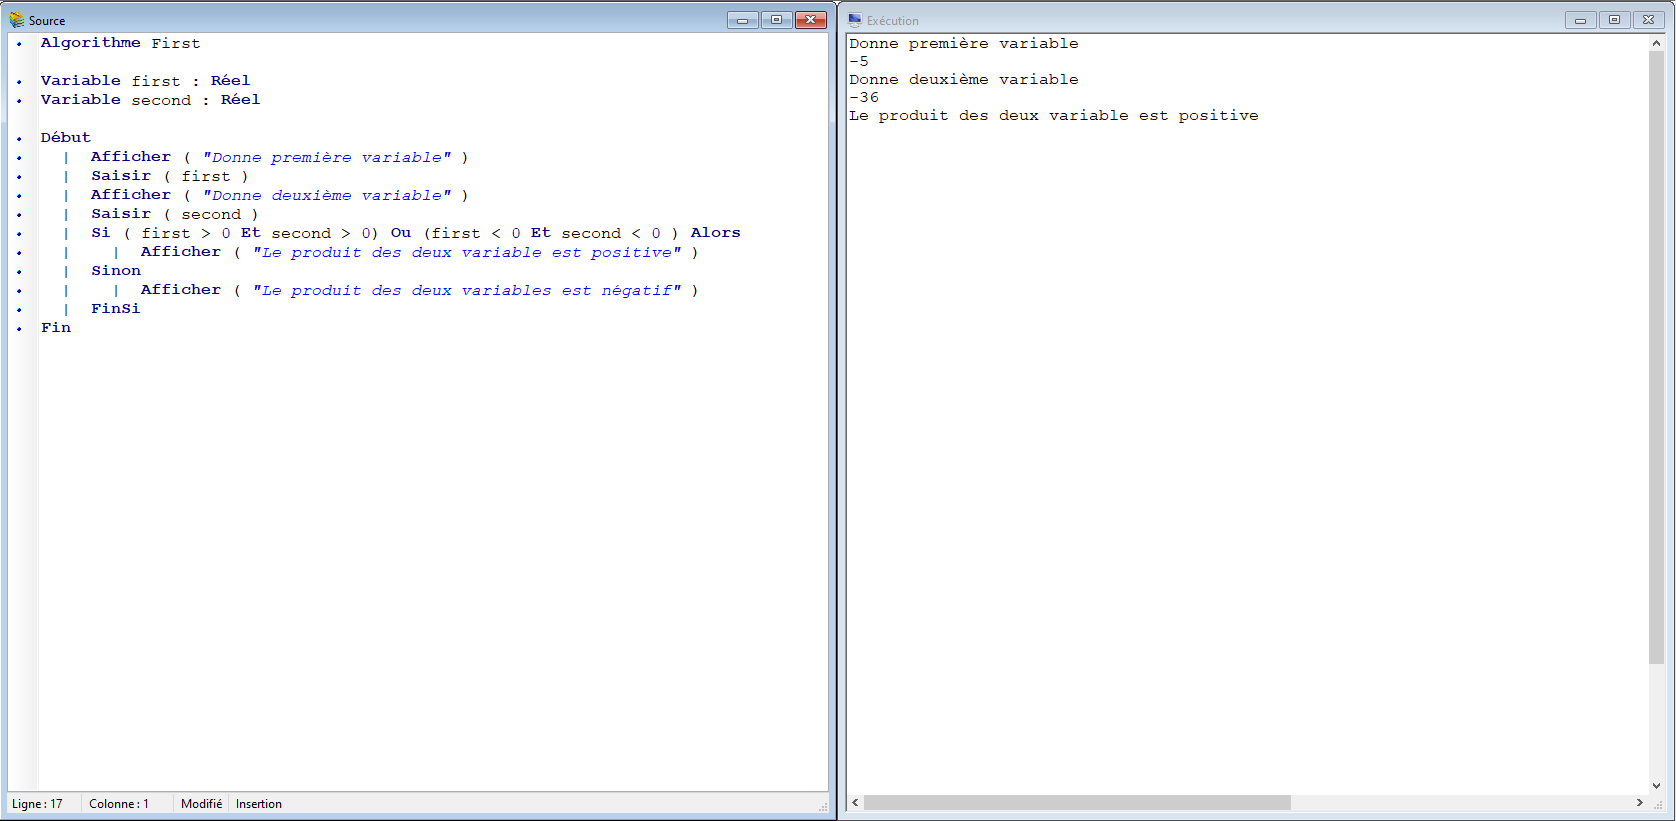 Source
Algorithme First
Variable first : Réel
Variable second : Réel
Début
| Afficher ( "Donne première variable" )
| Saisir ( first )
| Afficher ( "Donne deuxième variable" )
| Saisir ( second )
| Si ( first > 0 Et second > 0) Ou (first < 0 Et second < 0 ) Alors
| | Afficher ( "Le produit des deux variable est positive" )
| Sinon
| | Afficher ( "Le produit des deux variables est négatif" )
| FinSi
Fin
Ligne : 17 Colonne : 1 Modifié Insertion
Exécution
Donne première variable
-5
Donne deuxième variable
-36
Le produit des deux variable est positive